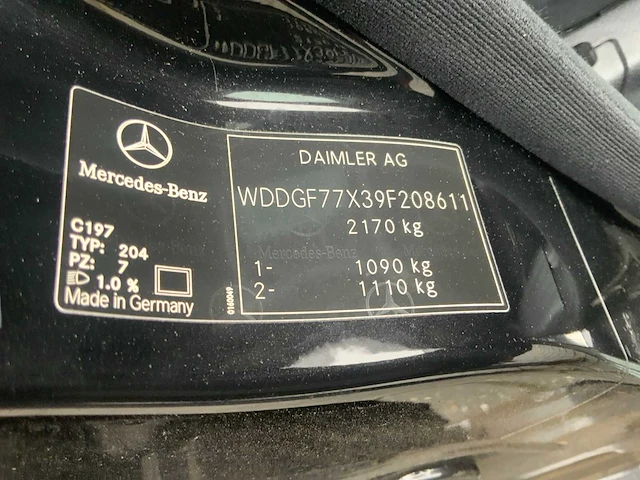 Mercedes-Benz
C197
TYP: 204
PZ: 7
1.0 %
Made in Germany
0160049
DAIMLER AG
WDDGF77X39F208611
2170 kg
1- 1090 kg
2- 1110 kg
Mercedes-Benz